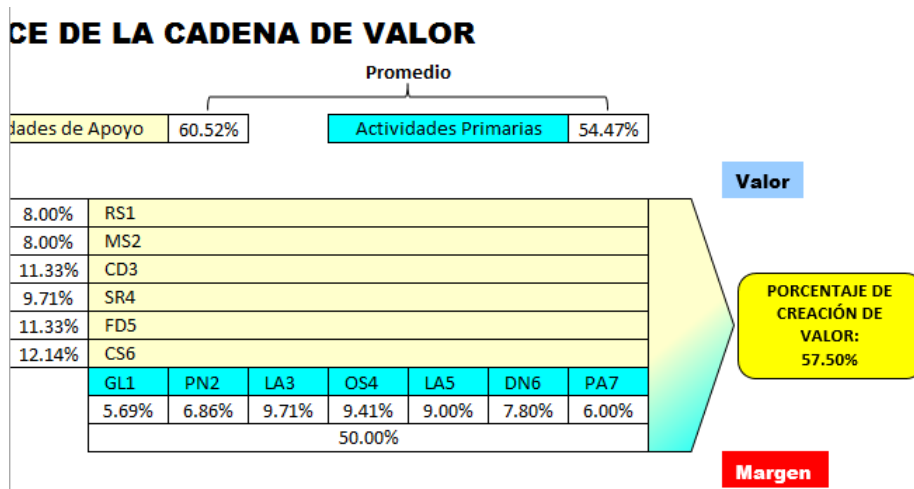 CE DE LA CADENA DE VALOR
Promedio
dades de Apoyo 60.52% Actividades Primarias 54.47%
Valor
8.00% RS1
8.00% MS2
11.33% CD3
9.71% SR4
11.33% FD5
12.14% CS6
PORCENTAJE DE
CREACIÓN DE
VALOR:
57.50%
GL1 PN2 LA3 OS4 LA5 DN6 PA7
5.69% 6.86% 9.71% 9.41% 9.00% 7.80% 6.00%
50.00%
Margen